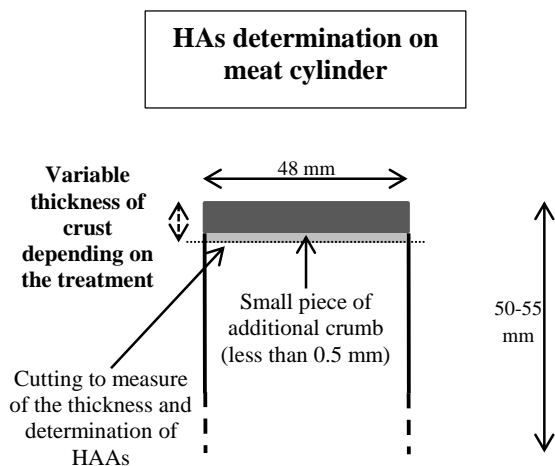 HAs determination on
meat cylinder
48 mm
Variable
thickness of
crust
depending on
the treatment
Small piece of
additional crumb
(less than 0.5 mm)
50-55
mm
Cutting to measure
of the thickness and
determination of
HAAs